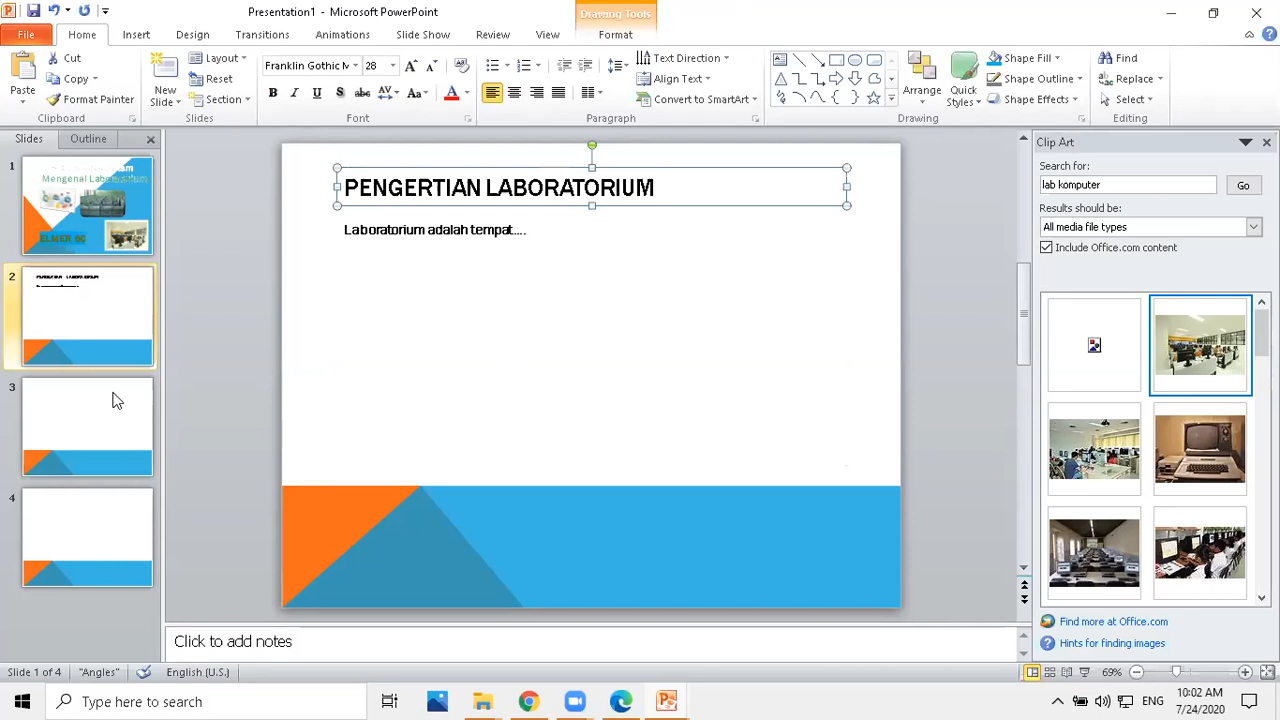 Presentation1 - Microsoft PowerPoint
Drawing Tools
File Home Insert Design Transitions Animations Slide Show Review View Format
Paste
Cut
Copy
Format Painter
Clipboard
New Slide
Layout
Reset
Section
Slides
Franklin Gothic M 28
Font
Text Direction
Align Text
Convert to SmartArt
Paragraph
Arrange
Quick Styles
Shape Fill
Shape Outline
Shape Effects
Drawing
Find
Replace
Select
Editing
Slides Outline
1
2
3
4
PENGERTIAN LABORATORIUM
Laboratorium adalah tempat....
Click to add notes
Clip Art
Search for:
lab komputer Go
Results should be:
All media file types
Include Office.com content
Find more at Office.com
Hints for finding images
Slide 1 of 4 "Angles" English (U.S.) 69%
Type here to search
ENG
10:02 AM
7/24/2020